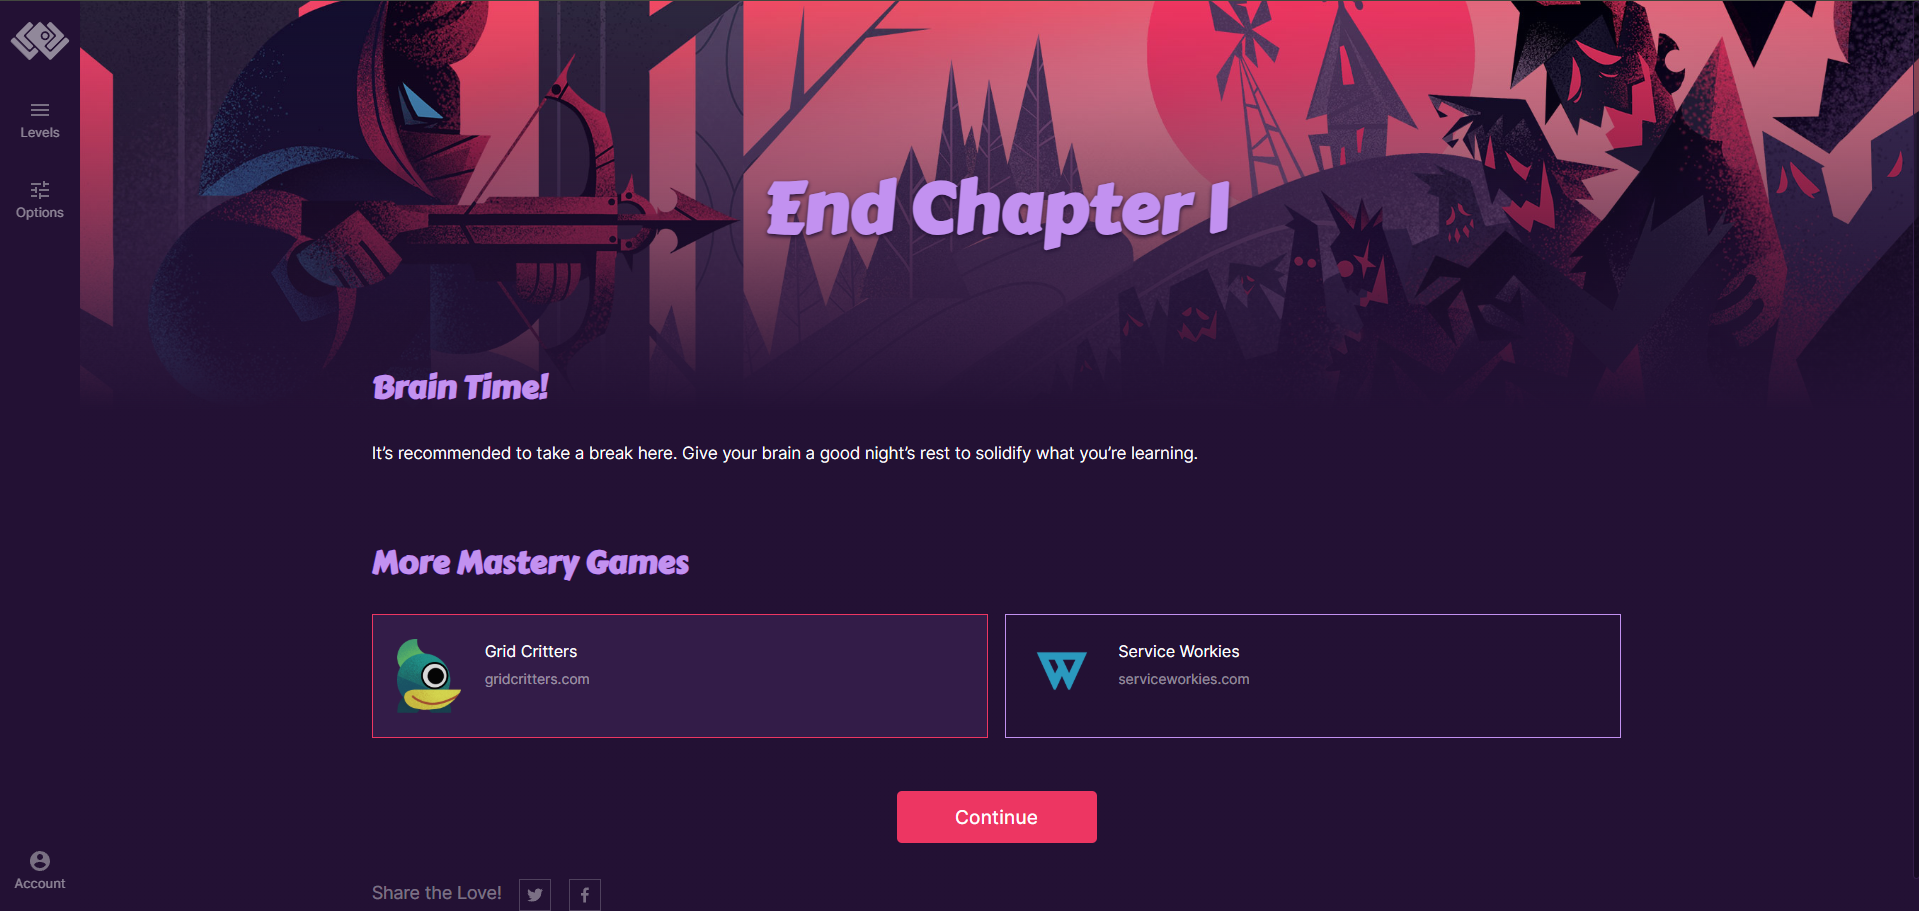 Levels
Options
End Chapter 1
Brain Time!
It’s recommended to take a break here. Give your brain a good night’s rest to solidify what you’re learning.
More Mastery Games
Grid Critters
gridcritters.com
Service Workies
serviceworkies.com
Continue
Account
Share the Love!